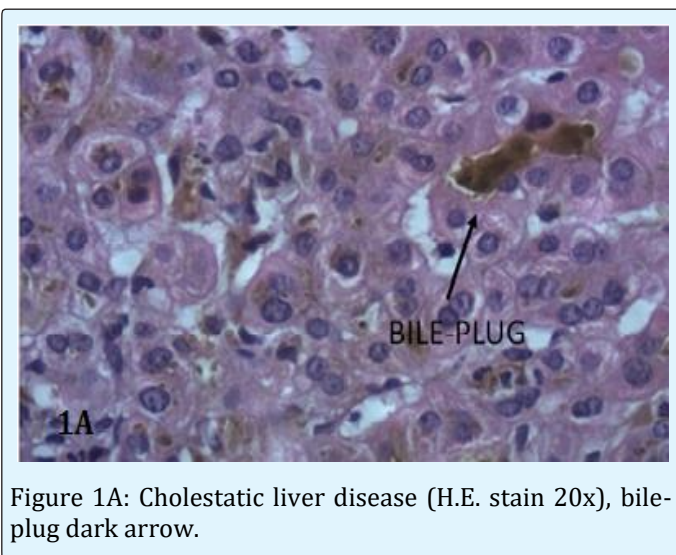 BILE-PLUG
1A
Figure 1A: Cholestatic liver disease (H.E. stain 20x), bile-
plug dark arrow.